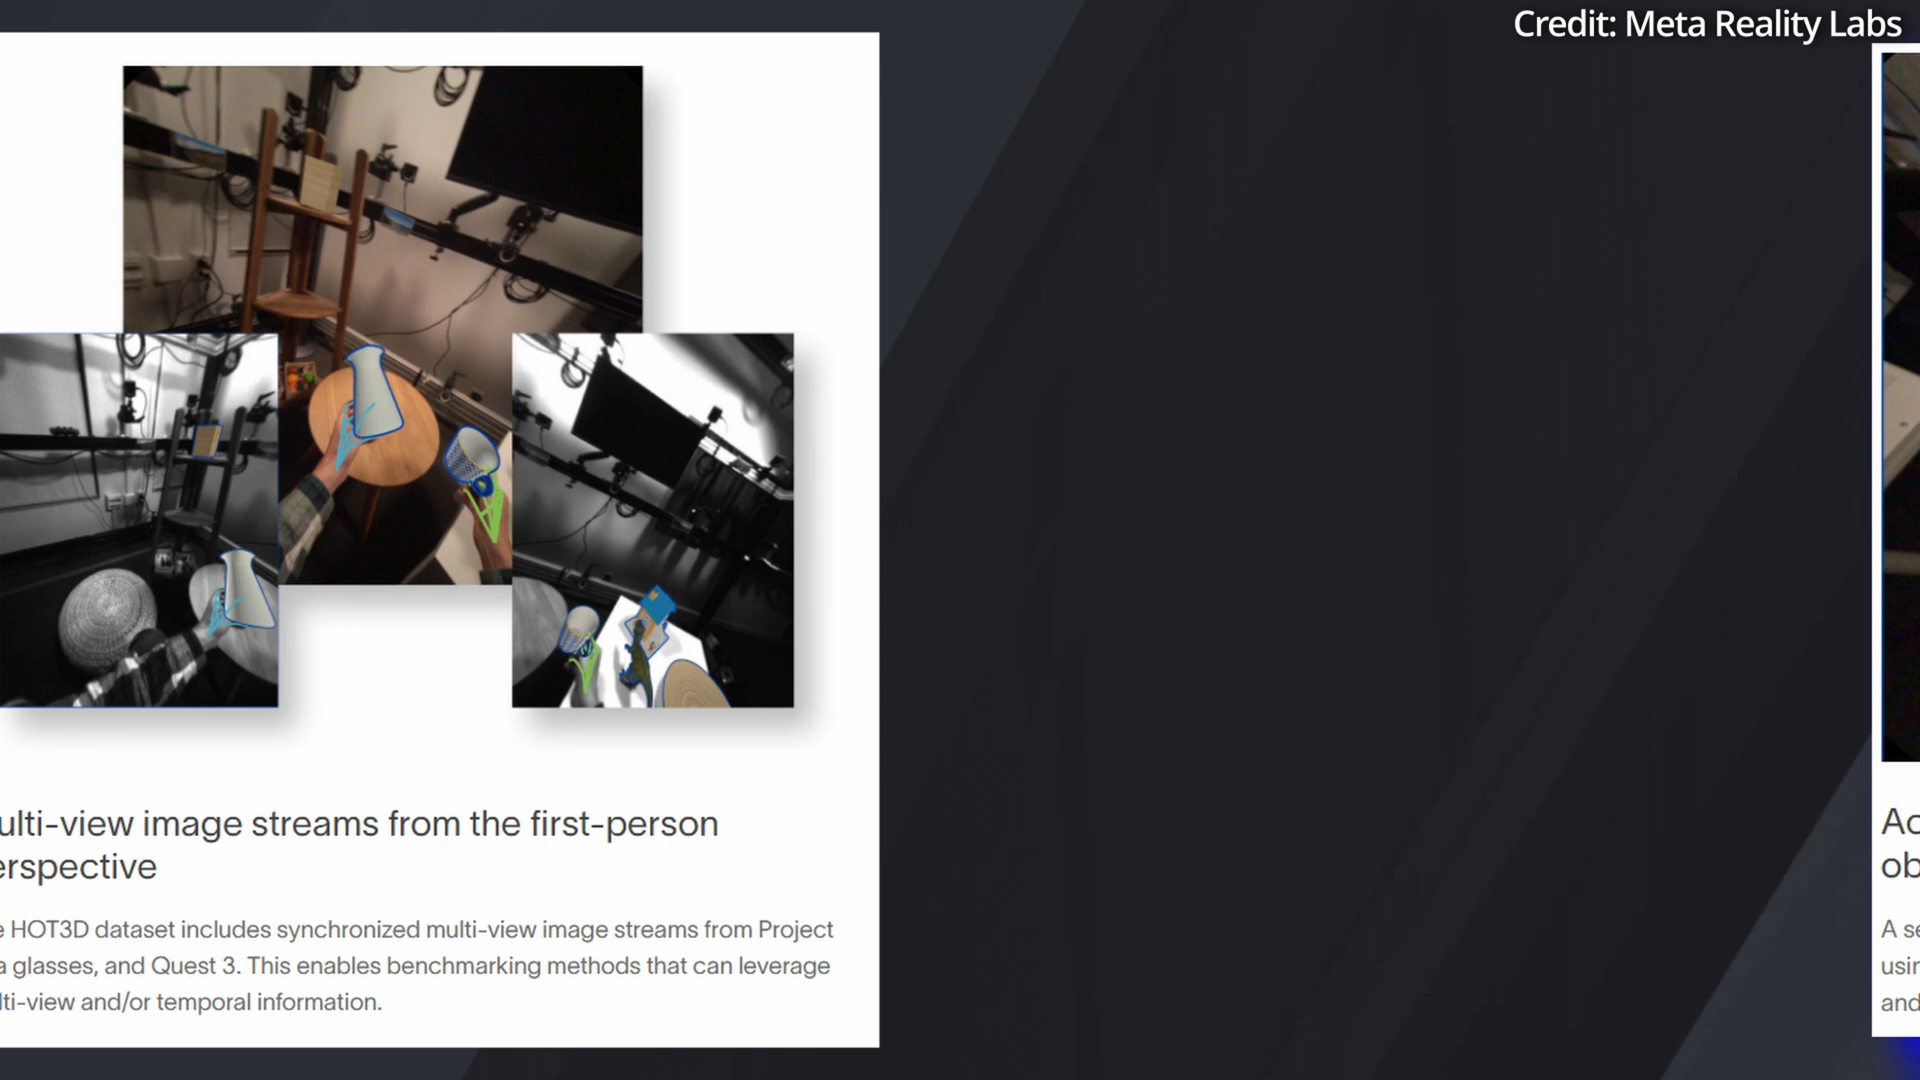 Credit: Meta Reality Labs
ulti-view image streams from the first-person
erspective
e HOT3D dataset includes synchronized multi-view image streams from Project
a glasses, and Quest 3. This enables benchmarking methods that can leverage
lti-view and/or temporal information.
Ac
ob
A se
usin
and